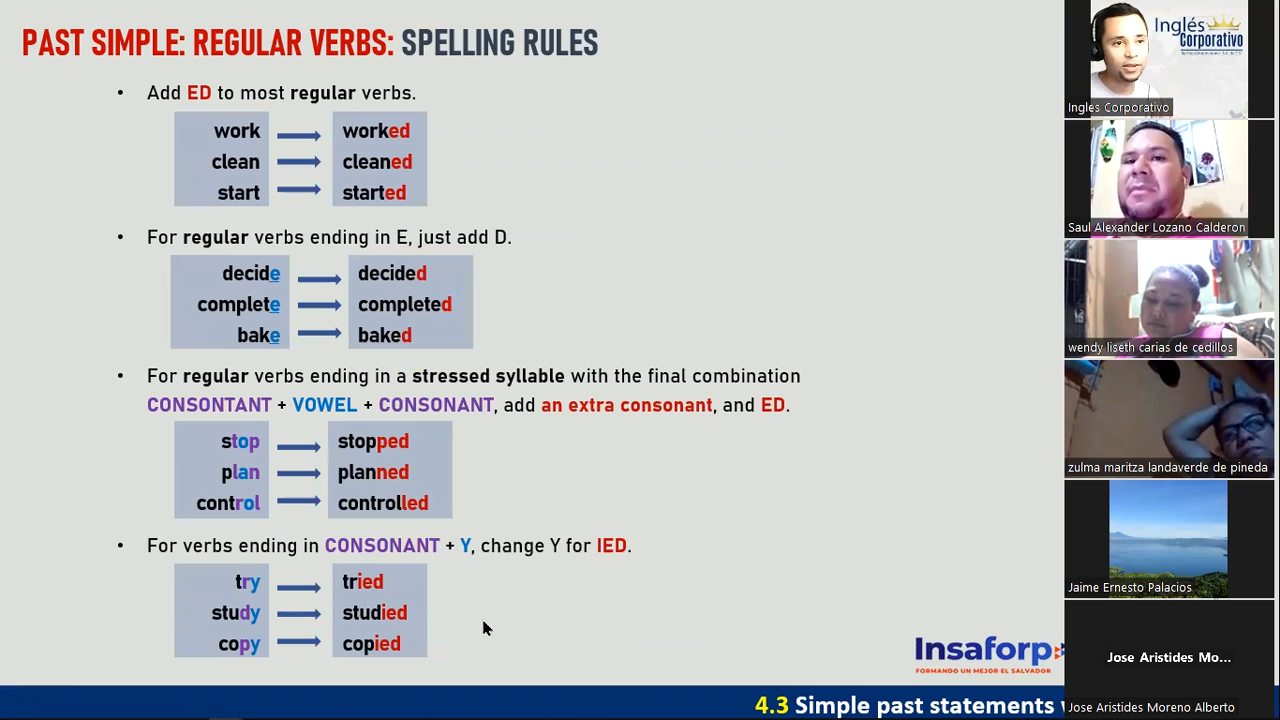 PAST SIMPLE: REGULAR VERBS: SPELLING RULES
• Add ED to most regular verbs.
work worked
clean cleaned
start started
• For regular verbs ending in E, just add D.
decide decided
complete completed
bake baked
• For regular verbs ending in a stressed syllable with the final combination
CONSONTANT + VOWEL + CONSONANT, add an extra consonant, and ED.
stop stopped
plan planned
control controlled
• For verbs ending in CONSONANT + Y, change Y for IED.
try tried
study studied
copy copied
Insaforp
FORMANDO UN MEJOR EL SALVADOR
4.3 Simple past statements
Inglés
Corporativo
Ingles Corporativo
Saul Alexander Lozano Calderon
wendy liseth carias de cedillos
zulma maritza landaverde de pineda
Jaime Ernesto Palacios
Jose Aristides Mo...
Jose Aristides Moreno Alberto